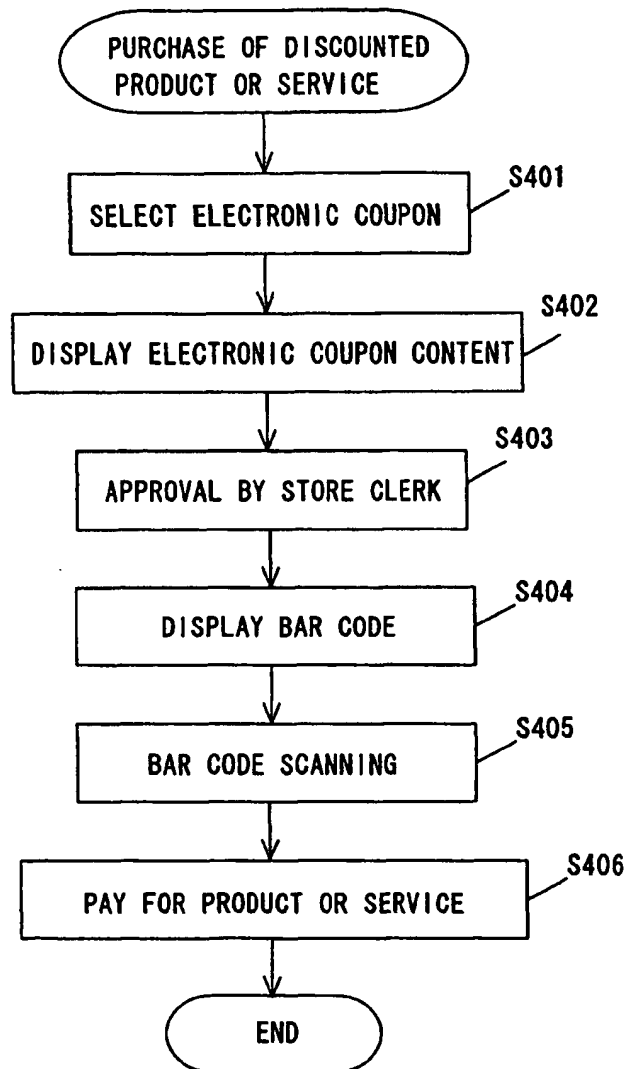 PURCHASE OF DISCOUNTED
PRODUCT OR SERVICE
S401
SELECT ELECTRONIC COUPON
S402
DISPLAY ELECTRONIC COUPON CONTENT
S403
APPROVAL BY STORE CLERK
S404
DISPLAY BAR CODE
S405
BAR CODE SCANNING
S406
PAY FOR PRODUCT OR SERVICE
END